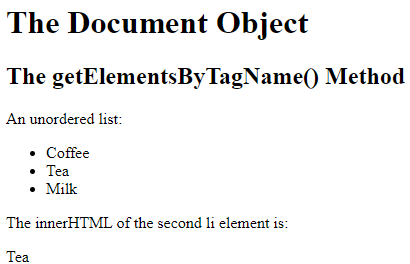 The Document Object
The getElementsByTagName() Method
An unordered list:
• Coffee
• Tea
• Milk
The innerHTML of the second li element is:
Tea